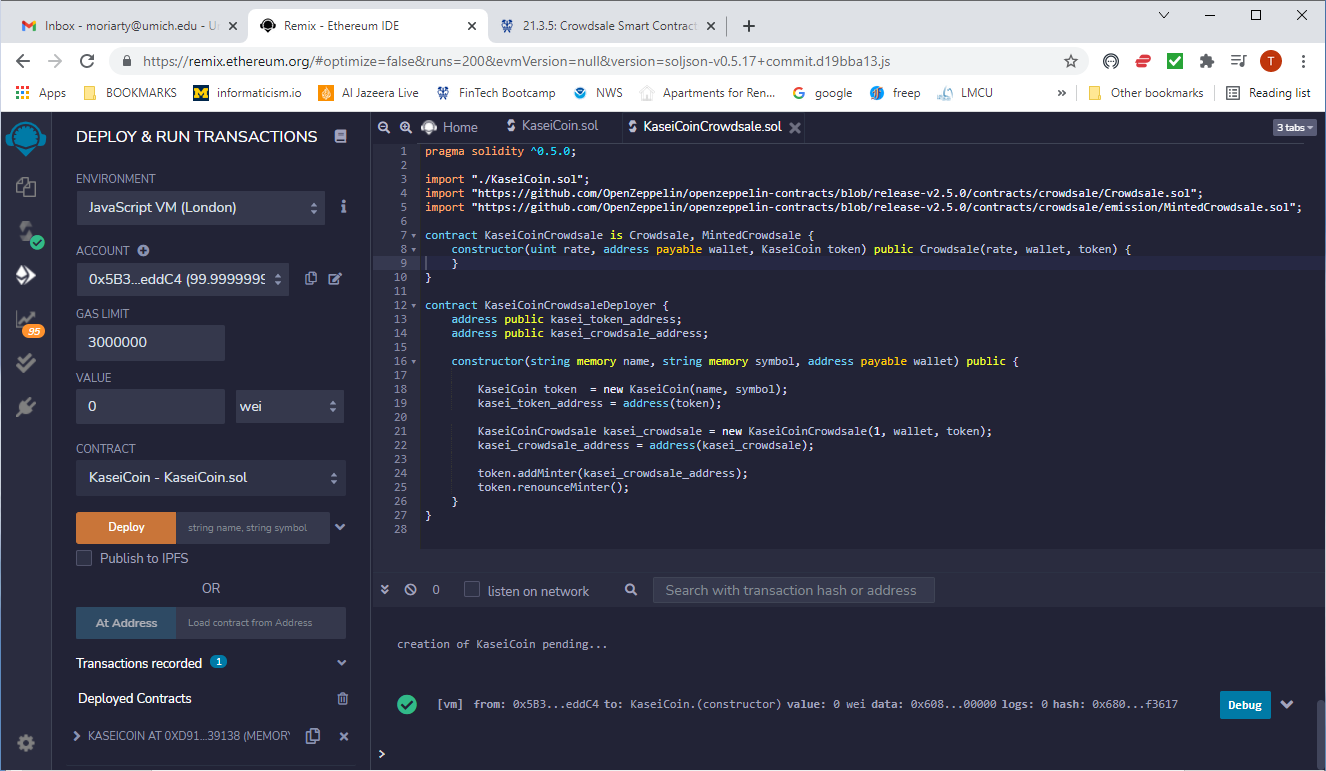 Inbox - moriarty@umich.edu - U
Remix - Ethereum IDE
21.3.5: Crowdsale Smart Contract
https://remix.ethereum.org/#optimize=false&runs=200&evmVersion=null&version=soljson-v0.5.17+commit.d19bba13.js
T
Apps
BOOKMARKS
M
informaticism.io
Al Jazeera Live
FinTech Bootcamp
NWS
Apartments for Ren...
google
freep
LMCU
»
Other bookmarks
Reading list
DEPLOY & RUN TRANSACTIONS
ENVIRONMENT
JavaScript VM (London)
ACCOUNT
0x5B3...eddC4 (99.9999999
GAS LIMIT
3000000
VALUE
0
wei
CONTRACT
KaseiCoin - KaseiCoin.sol
Deploy
string name, string symbol
Publish to IPFS
OR
At Address
Load contract from Address
Transactions recorded 1
Deployed Contracts
KASEICOIN AT 0XD91...39138 (MEMORY
95
Home
KaseiCoin.sol
KaseiCoinCrowdsale.sol
3 tabs
1 pragma solidity ^0.5.0;
2
3 import "./KaseiCoin.sol";
4 import "https://github.com/OpenZeppelin/openzeppelin-contracts/blob/release-v2.5.0/contracts/crowdsale/Crowdsale.sol";
5 import "https://github.com/OpenZeppelin/openzeppelin-contracts/blob/release-v2.5.0/contracts/crowdsale/emission/MintedCrowdsale.sol";
6
7 contract KaseiCoinCrowdsale is Crowdsale, MintedCrowdsale {
8 constructor(uint rate, address payable wallet, KaseiCoin token) public Crowdsale(rate, wallet, token) {
9 }
10 }
11
12 contract KaseiCoinCrowdsaleDeployer {
13 address public kasei_token_address;
14 address public kasei_crowdsale_address;
15
16 constructor(string memory name, string memory symbol, address payable wallet) public {
17
18 KaseiCoin token = new KaseiCoin(name, symbol);
19 kasei_token_address = address(token);
20
21 KaseiCoinCrowdsale kasei_crowdsale = new KaseiCoinCrowdsale(1, wallet, token);
22 kasei_crowdsale_address = address(kasei_crowdsale);
23
24 token.addMinter(kasei_crowdsale_address);
25 token.renounceMinter();
26 }
27 }
28
0
listen on network
Search with transaction hash or address
creation of KaseiCoin pending...
[vm] from: 0x5B3...eddC4 to: KaseiCoin.(constructor) value: 0 wei data: 0x608...00000 logs: 0 hash: 0x680...f3617
Debug
>